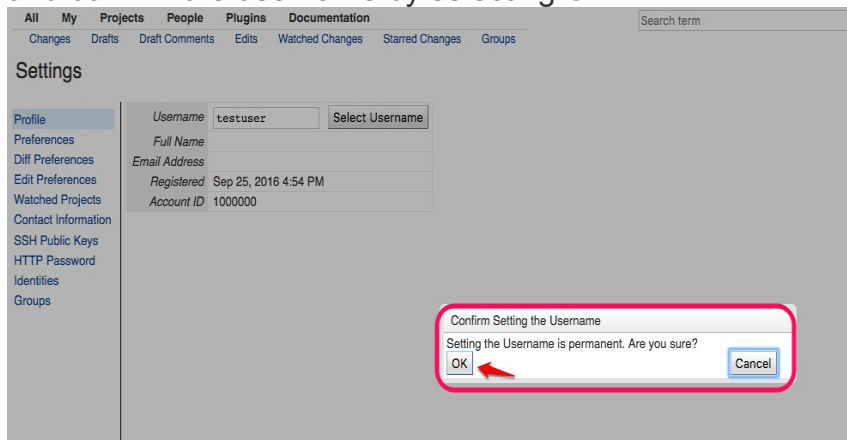 All My Projects People Plugins Documentation
Search term
Changes Drafts Draft Comments Edits Watched Changes Starred Changes Groups
Settings
Profile
Preferences
Diff Preferences
Edit Preferences
Watched Projects
Contact Information
SSH Public Keys
HTTP Password
Identities
Groups
Username testuser Select Username
Full Name
Email Address
Registered Sep 25, 2016 4:54 PM
Account ID 1000000
Confirm Setting the Username
Setting the Username is permanent. Are you sure?
OK Cancel